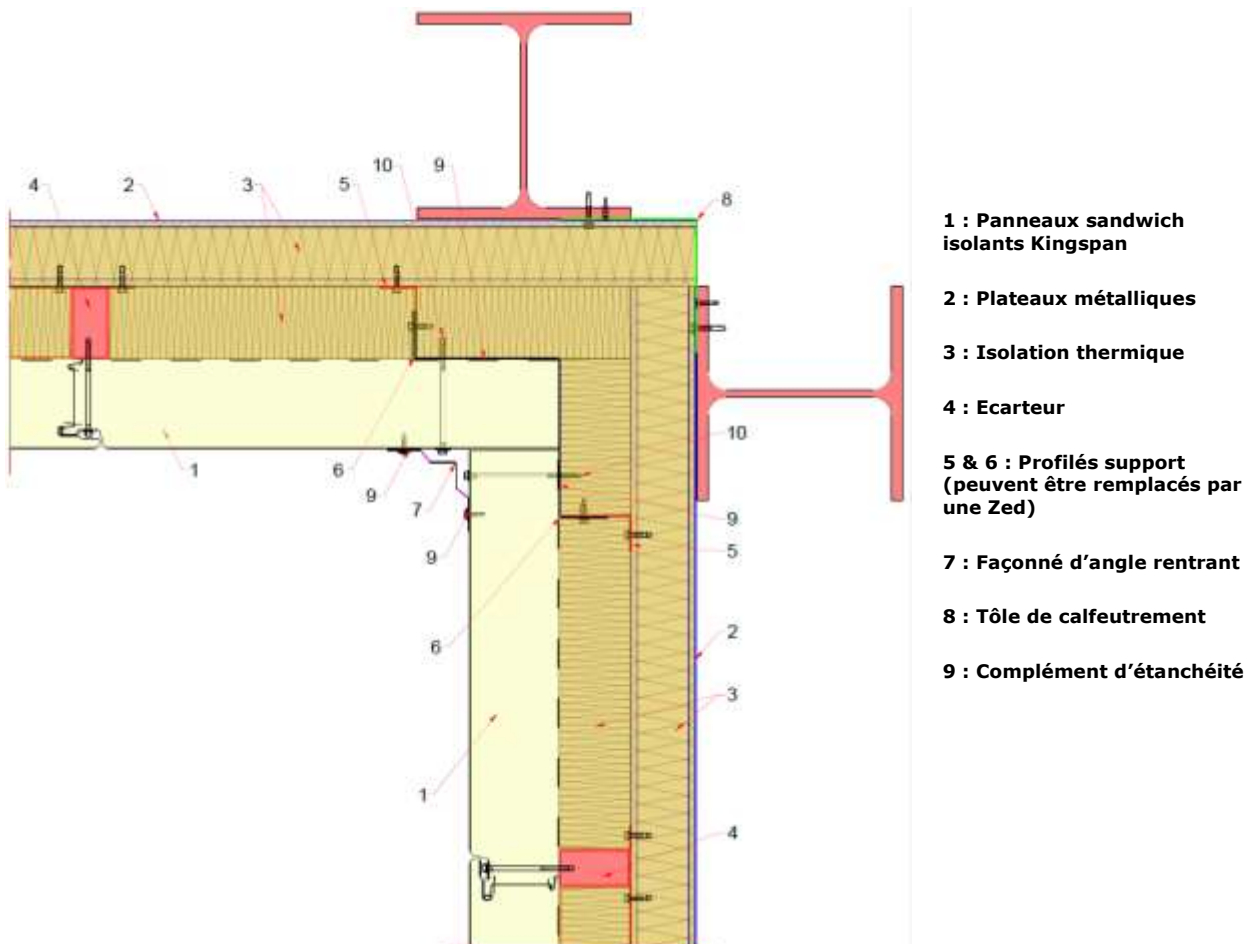 10
9
4
2
3
5
8
1
6
9
7
9
10
9
5
6
2
3
1
4
1 : Panneaux sandwich
isolants Kingspan
2 : Plateaux métalliques
3 : Isolation thermique
4 : Ecarteur
5 & 6 : Profilés support
(peuvent être remplacés par
une Zed)
7 : Façonné d’angle rentrant
8 : Tôle de calfeutrement
9 : Complément d’étanchéité